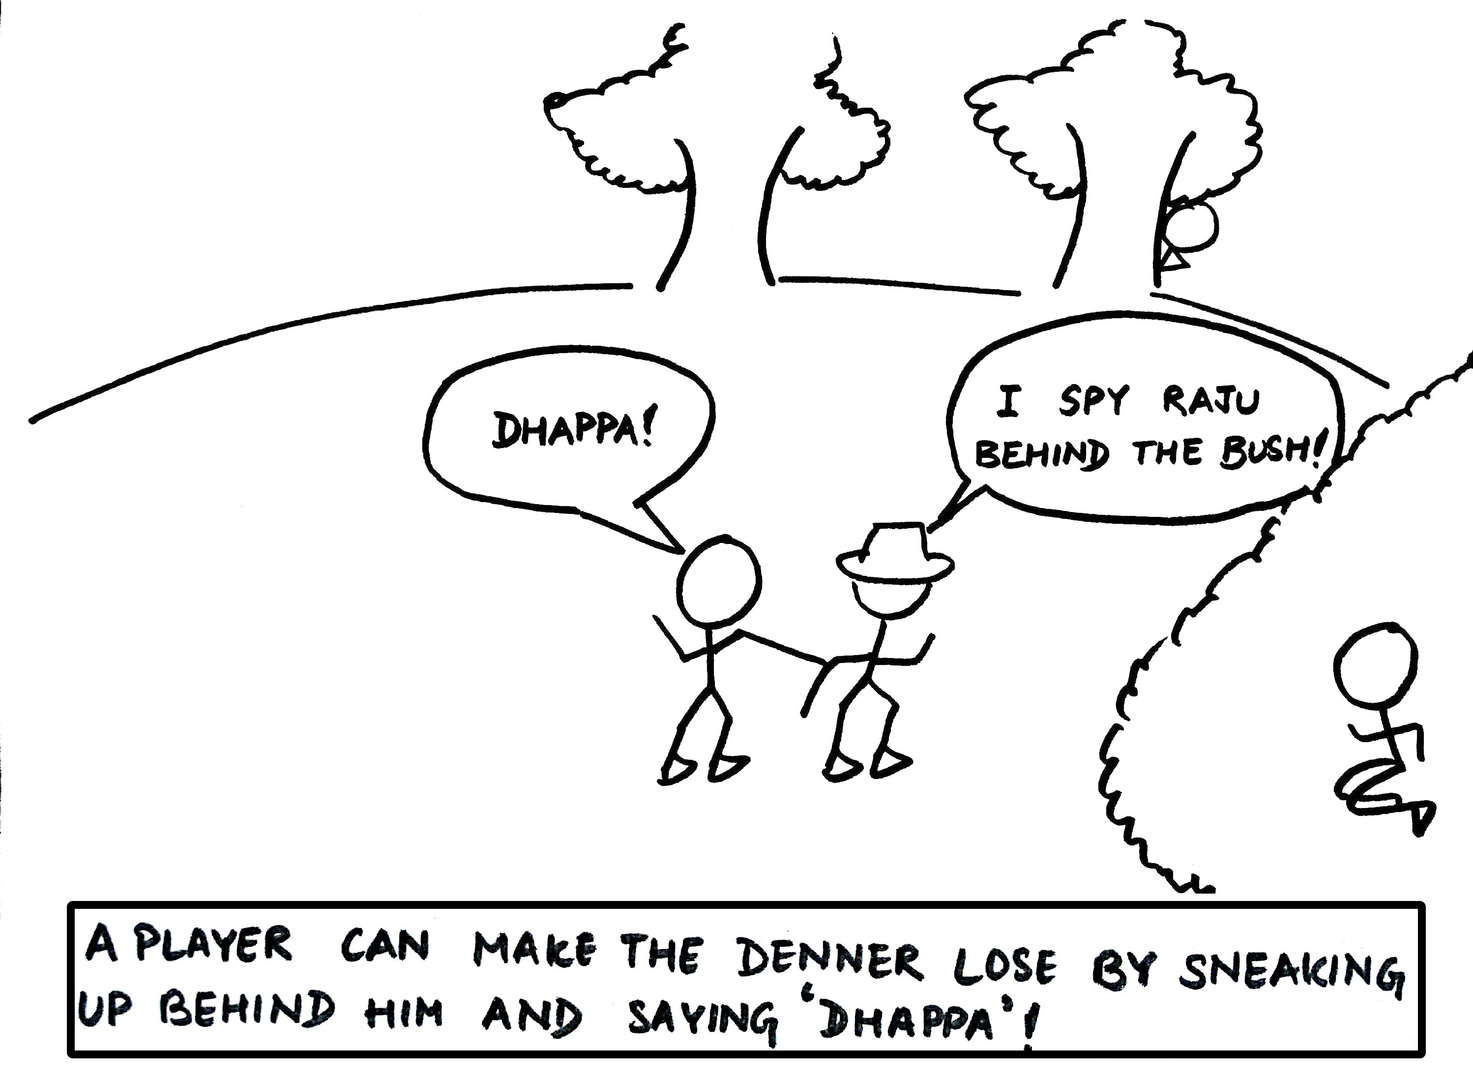 DHAPPA!
I SPY RAJU
BEHIND THE BUSH!
A PLAYER CAN MAKE THE DENNER LOSE BY SNEAKING
UP BEHIND HIM AND SAYING 'DHAPPA'!